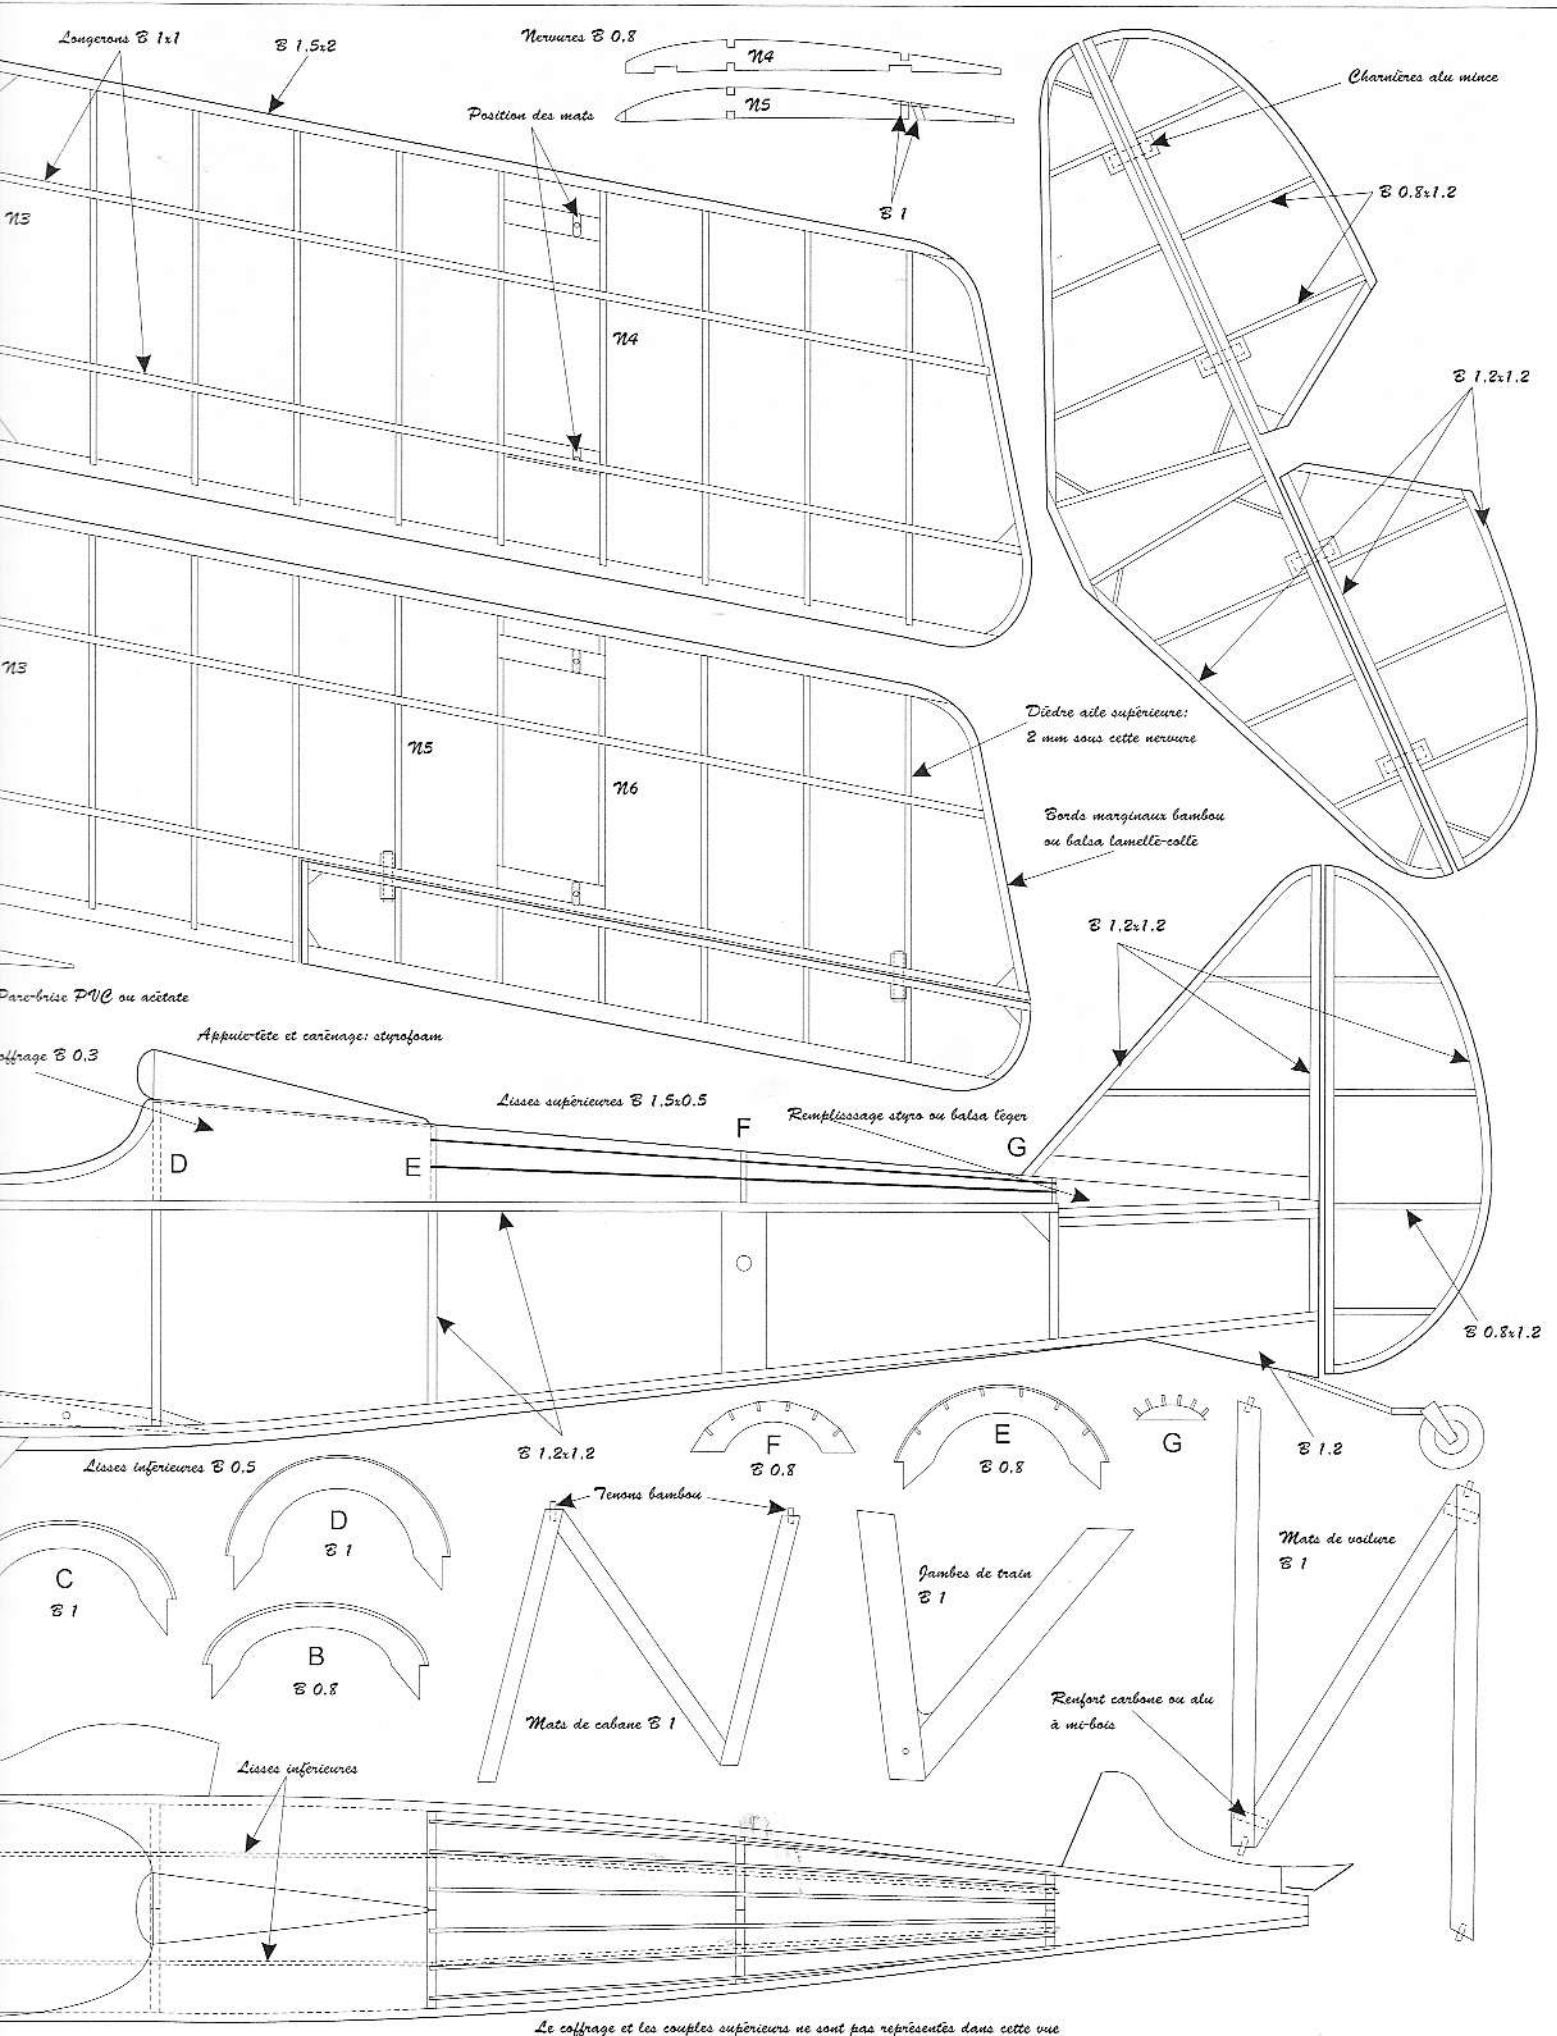 Longerons B 1x1
B 1.5x2
Nervures B 0,8
N4
N5
Charnières alu mince
Position des mats
B 1
B 0.8x1.2
N3
N4
B 1,2x1.2
N3
N5
N6
Dièdre aile supérieure:
2 mm sous cette nervure
Bords marginaux bambou
ou balsa lamellé-collé
B 1,2x1.2
Pare-brise PVC ou acétate
Appuie-tête et carénage: styrofoam
offrage B 0,3
Lisses supérieures B 1,5x0.5
Remplisssage styro ou balsa léger
D
E
F
G
B 0.8x1.2
B 1.2x1.2
Lisses inférieures B 0,5
F
B 0.8
E
B 0.8
G
B 1.2
Tenons bambou
D
B 1
C
B 1
B
B 0.8
Jambes de train
B 1
Mats de voilure
B 1
Mats de cabane B 1
Renfort carbone ou alu
à mi-bois
Lisses inférieures
Le coffrage et les couples supérieurs ne sont pas représentés dans cette vue